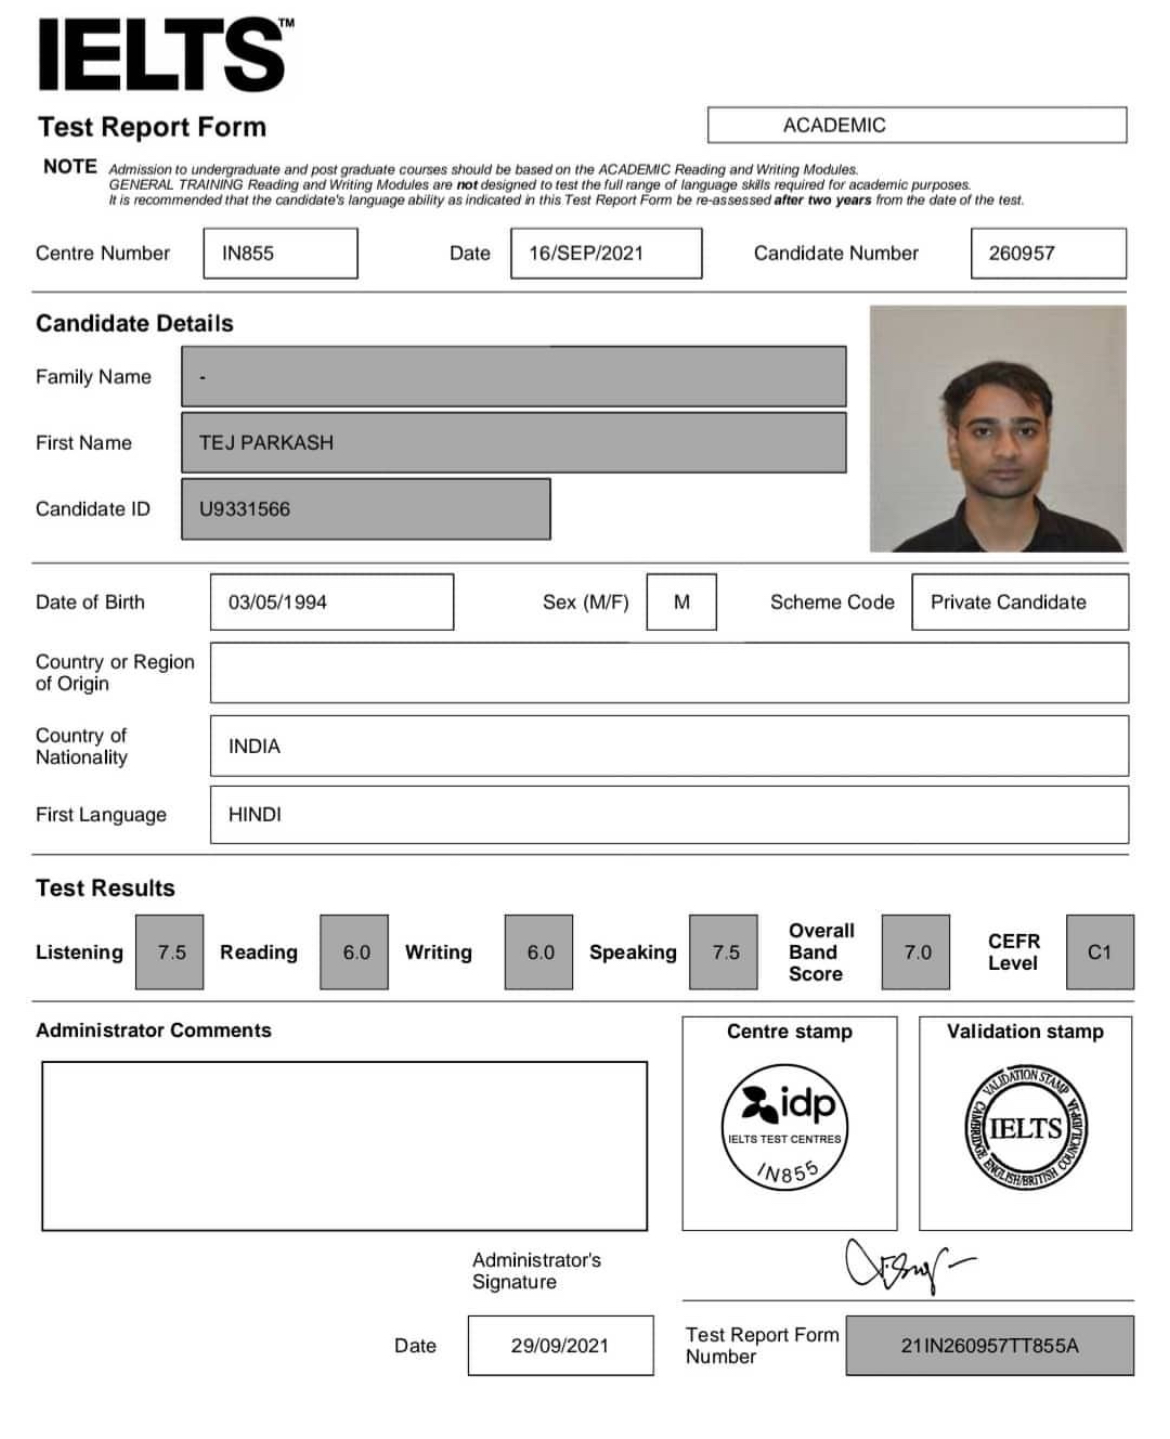 IELTS™
Test Report Form
ACADEMIC
NOTE Admission to undergraduate and post graduate courses should be based on the ACADEMIC Reading and Writing Modules.
GENERAL TRAINING Reading and Writing Modules are not designed to test the full range of language skills required for academic purposes.
It is recommended that the candidate's language ability as indicated in this Test Report Form be re-assessed after two years from the date of the test.
Centre Number IN855 Date 16/SEP/2021 Candidate Number 260957
Candidate Details
Family Name -
First Name TEJ PARKASH
Candidate ID U9331566
Date of Birth 03/05/1994 Sex (M/F) M Scheme Code Private Candidate
Country or Region
of Origin
Country of
Nationality INDIA
First Language HINDI
Test Results
Listening 7.5 Reading 6.0 Writing 6.0 Speaking 7.5 Overall Band Score 7.0 CEFR Level C1
Administrator Comments
Centre stamp
idp
IELTS TEST CENTRES
IN855
Validation stamp
VALIDATION STAMP
IELTS
CAMBRIDGE ENGLISH/BRITISH COUNCIL/IDP:IA
Administrator's
Signature
Date 29/09/2021
Test Report Form
Number 21IN260957TT855A